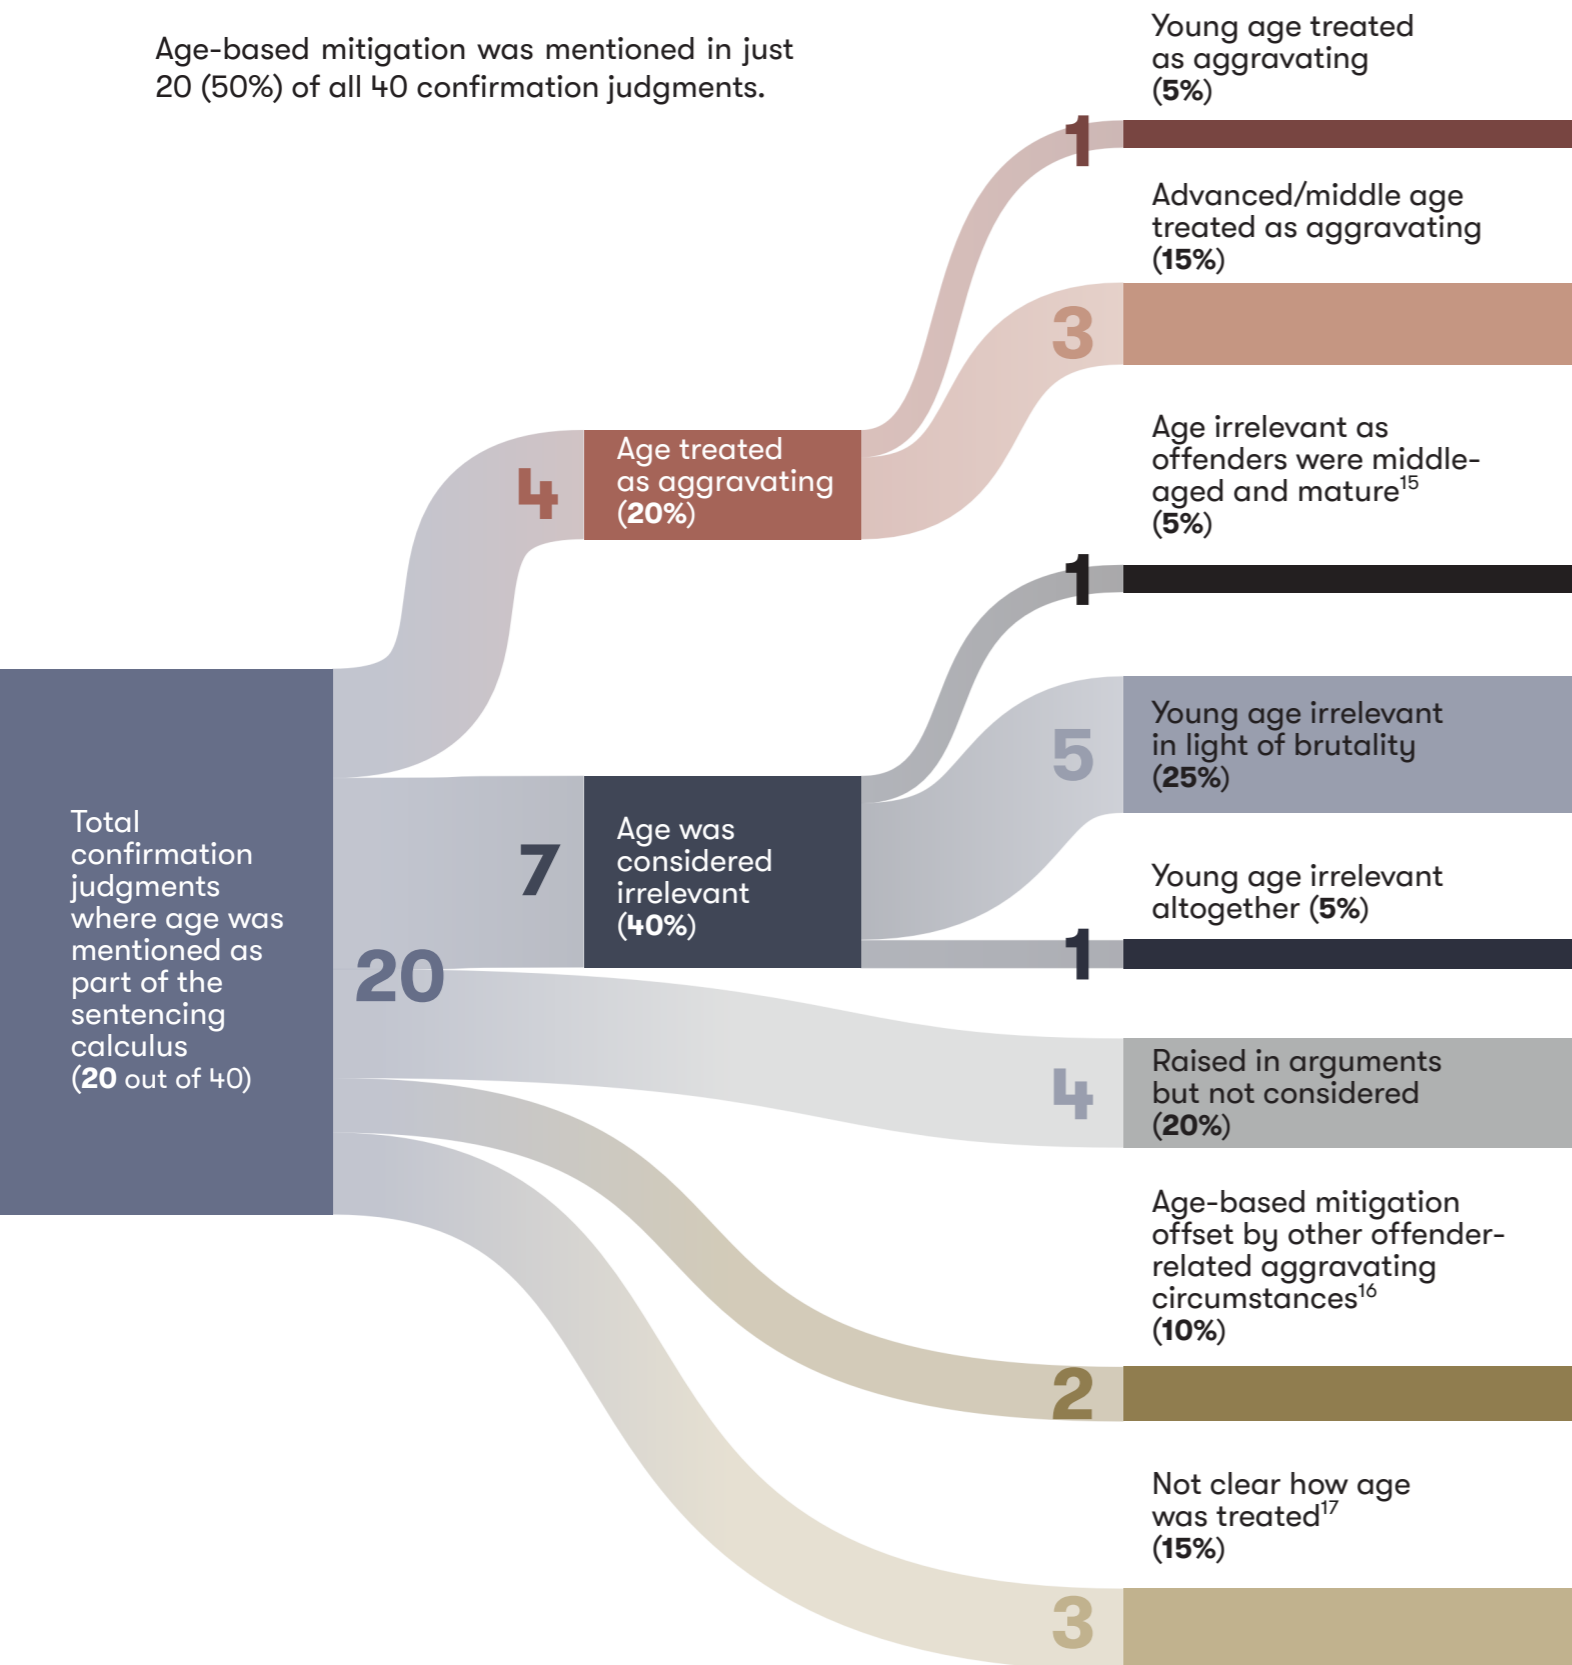 Age-based mitigation was mentioned in just
20 (50%) of all 40 confirmation judgments.
Total
confirmation
judgments
where age was
mentioned as
part of the
sentencing
calculus
(20 out of 40)
20
4
Age treated
as aggravating
(20%)
7
Age was
considered
irrelevant
(40%)
Young age treated
as aggravating
(5%)
1
Advanced/middle age
treated as aggravating
(15%)
3
Age irrelevant as
offenders were middle-
aged and mature15
(5%)
1
5
Young age irrelevant
in light of brutality
(25%)
Young age irrelevant
altogether (5%)
1
4
Raised in arguments
but not considered
(20%)
Age-based mitigation
offset by other offender-
related aggravating
circumstances16
(10%)
2
Not clear how age
was treated17
(15%)
3